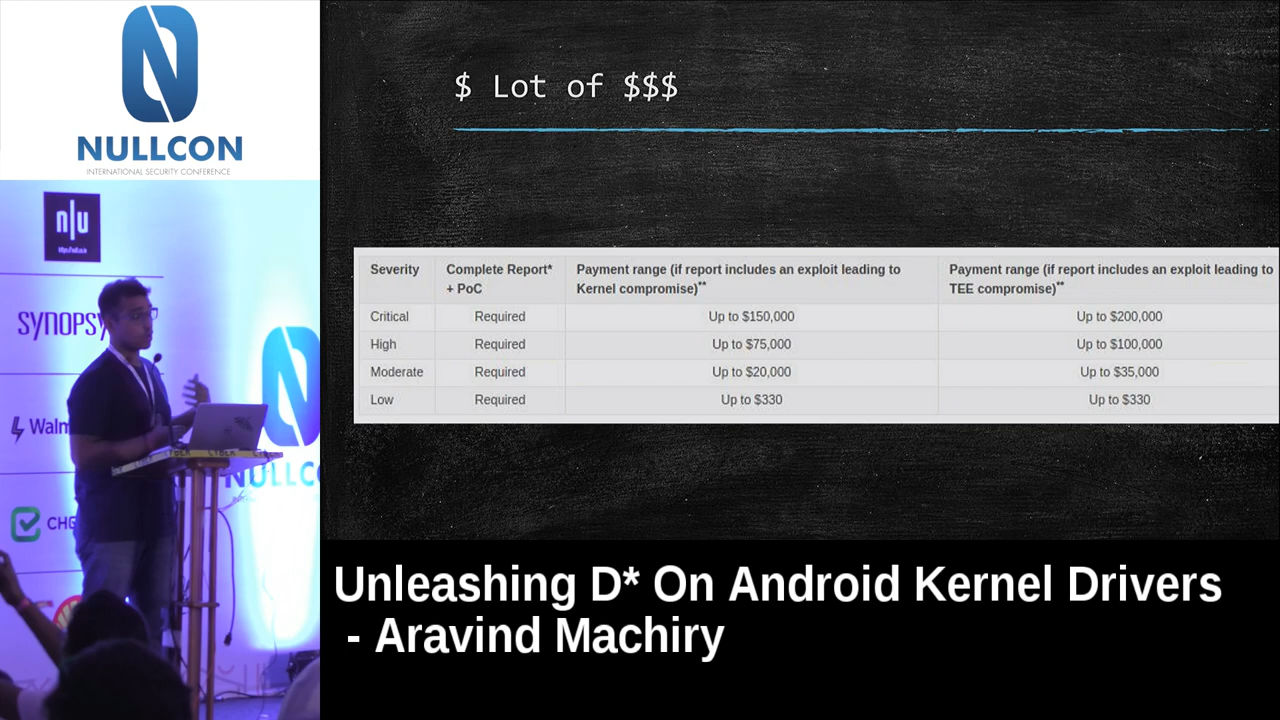 NULLCON
INTERNATIONAL SECURITY CONFERENCE
n|u
SYNOPSY
Walm
CHG
NULLC
$ Lot of $$$
Severity Complete Report* + PoC Payment range (if report includes an exploit leading to Kernel compromise)** Payment range (if report includes an exploit leading to TEE compromise)**
Critical Required Up to $150,000 Up to $200,000
High Required Up to $75,000 Up to $100,000
Moderate Required Up to $20,000 Up to $35,000
Low Required Up to $330 Up to $330
Unleashing D* On Android Kernel Drivers
- Aravind Machiry